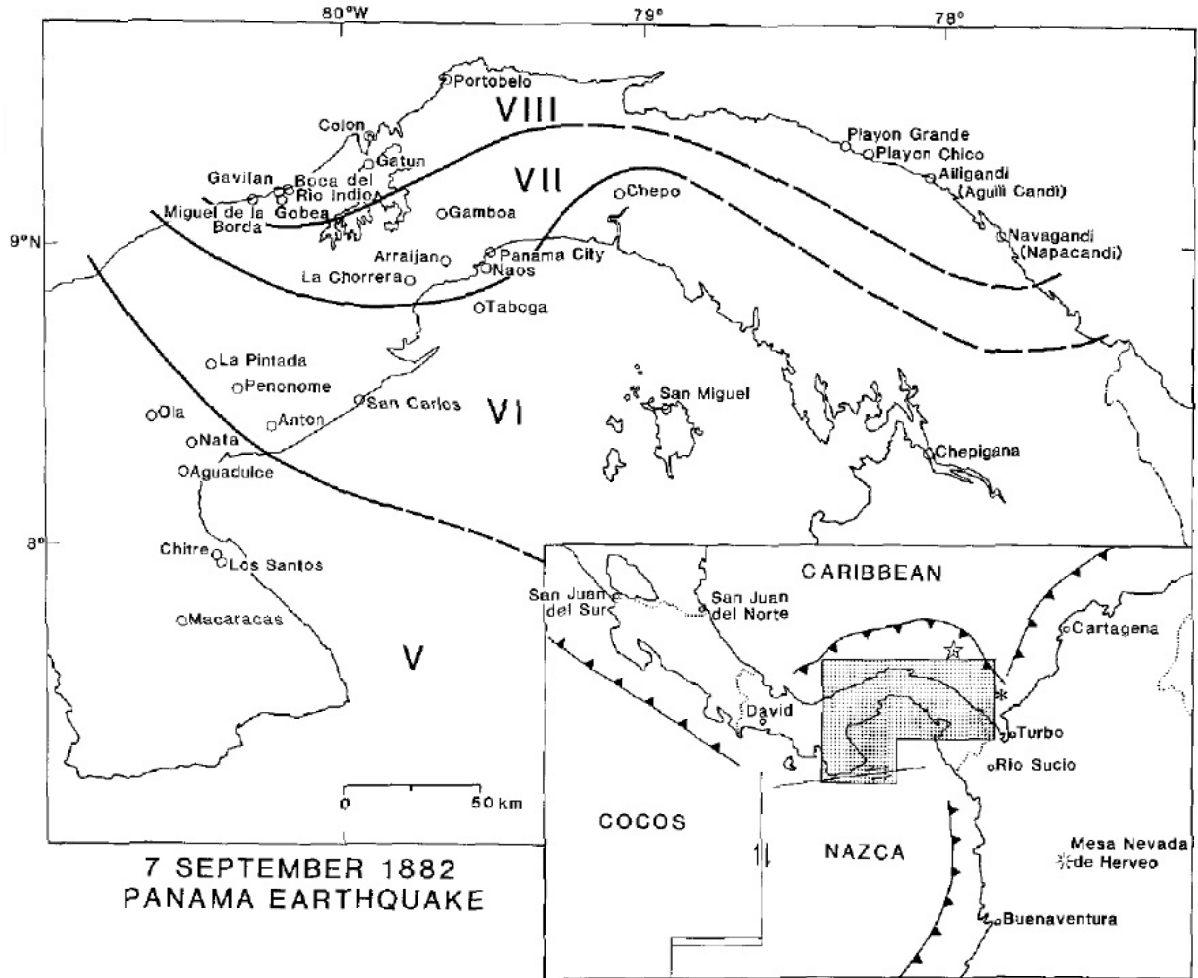 80°W
79°
78°
Portobelo
VIII
Colon
Playon Grande
Gatun
Playon Chico
Gavilan
Boca del
Rio Indio
VII
Ailigandi
(Aguili Candi)
Chepo
Miguel de la
Borda
Gobea
Gamboa
9°N
Navagandi
(Napacandi)
Arraijan
Panama City
Naos
La Chorrera
Taboga
La Pintada
Penonome
San Carlos
San Miguel
VI
Ola
Anton
Nata
Chepigana
Aguadulce
8°
Chitre
Los Santos
Macaracas
V
0
50 km
7 SEPTEMBER 1882
PANAMA EARTHQUAKE
CARIBBEAN
San Juan
del Sur
San Juan
del Norte
Cartagena
David
Turbo
Rio Sucio
COCOS
NAZCA
Mesa Nevada
de Herveo
Buenaventura